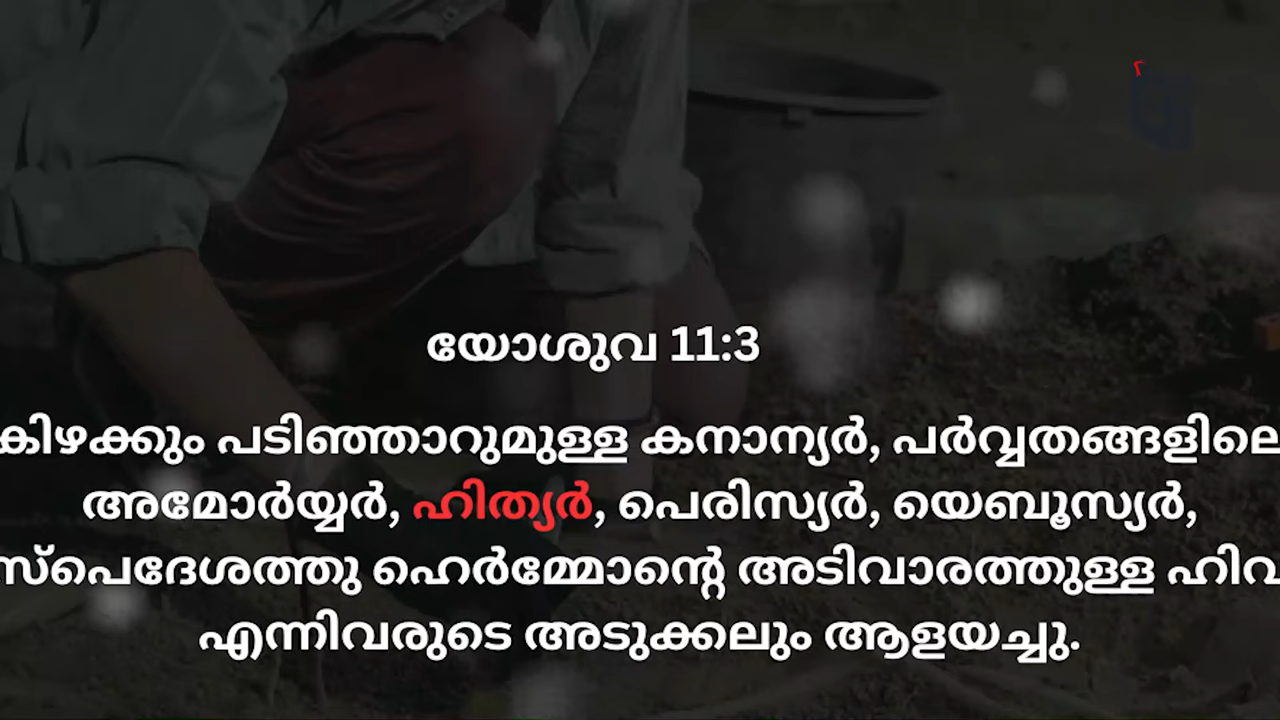 യോശുവ 11:3
കിഴക്കും പടിഞ്ഞാറുമുള്ള കനാന്യർ, പർവ്വതങ്ങളിലെ
അമോർയ്യർ, ഹിത്യർ, പെരിസ്യർ, യെബൂസ്യർ,
ഹെർമ്മോന്റെ അടിവാരത്തുള്ള
എന്നിവരുടെ അടുക്കലും ആളയച്ചു.